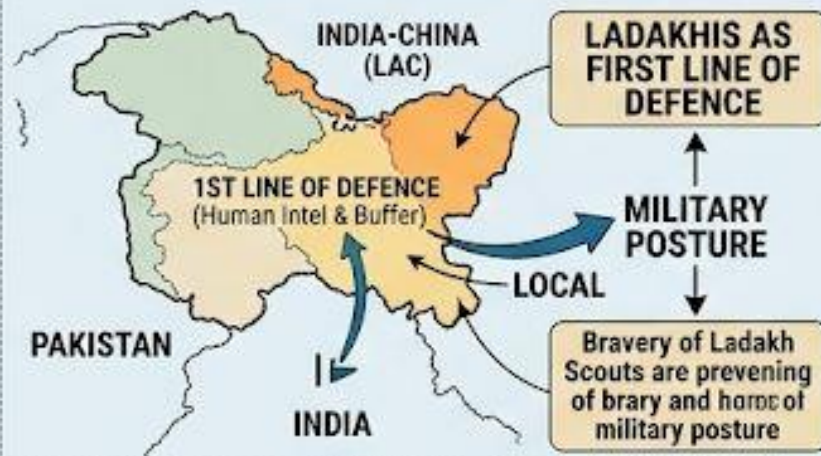 INDIA-CHINA
(LAC)
LADAKHIS AS
FIRST LINE OF
DEFENCE
1ST LINE OF DEFENCE
(Human Intel & Buffer)
MILITARY
POSTURE
LOCAL
PAKISTAN
INDIA
Bravery of Ladakh
Scouts are prevening
of brary and
military posture